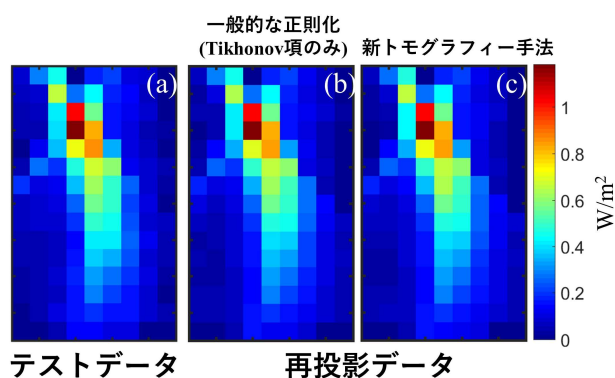 一般的な正則化
(Tikhonov項のみ) 新トモグラフィー手法
(a) (b) (c)
1
0.8
0.6
0.4
0.2
0
W/m²
テストデータ 再投影データ